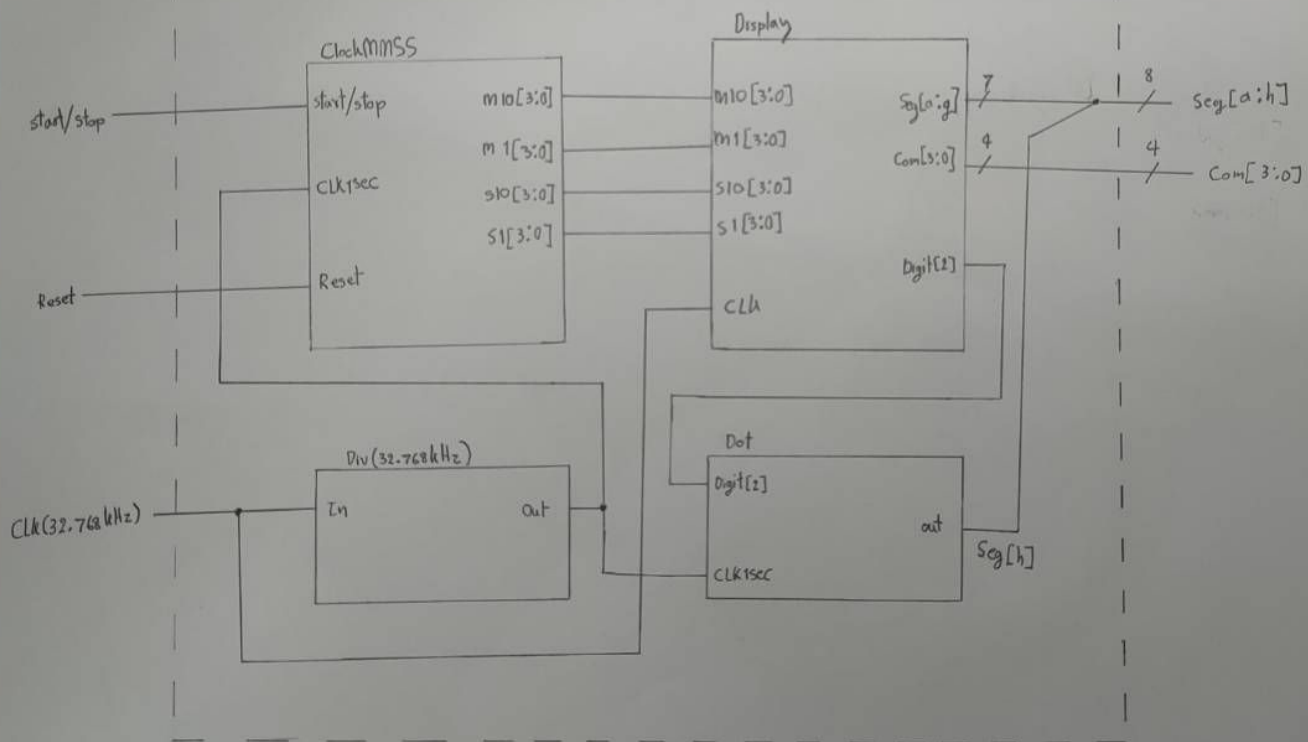 ClockMMSS
Display
start/stop
start/stop
m10[3:0]
m10[3:0]
Seg[a:g]
7
8
Seg[a:h]
m1[3:0]
m1[3:0]
Com[3:0]
4
4
Com[3:0]
CLK1sec
s10[3:0]
s10[3:0]
s1[3:0]
s1[3:0]
Reset
Reset
Digit[2]
CLK
Div(32.768kHz)
Dot
CLK(32.768kHz)
In
Out
Digit[2]
out
Seg[h]
CLK1sec